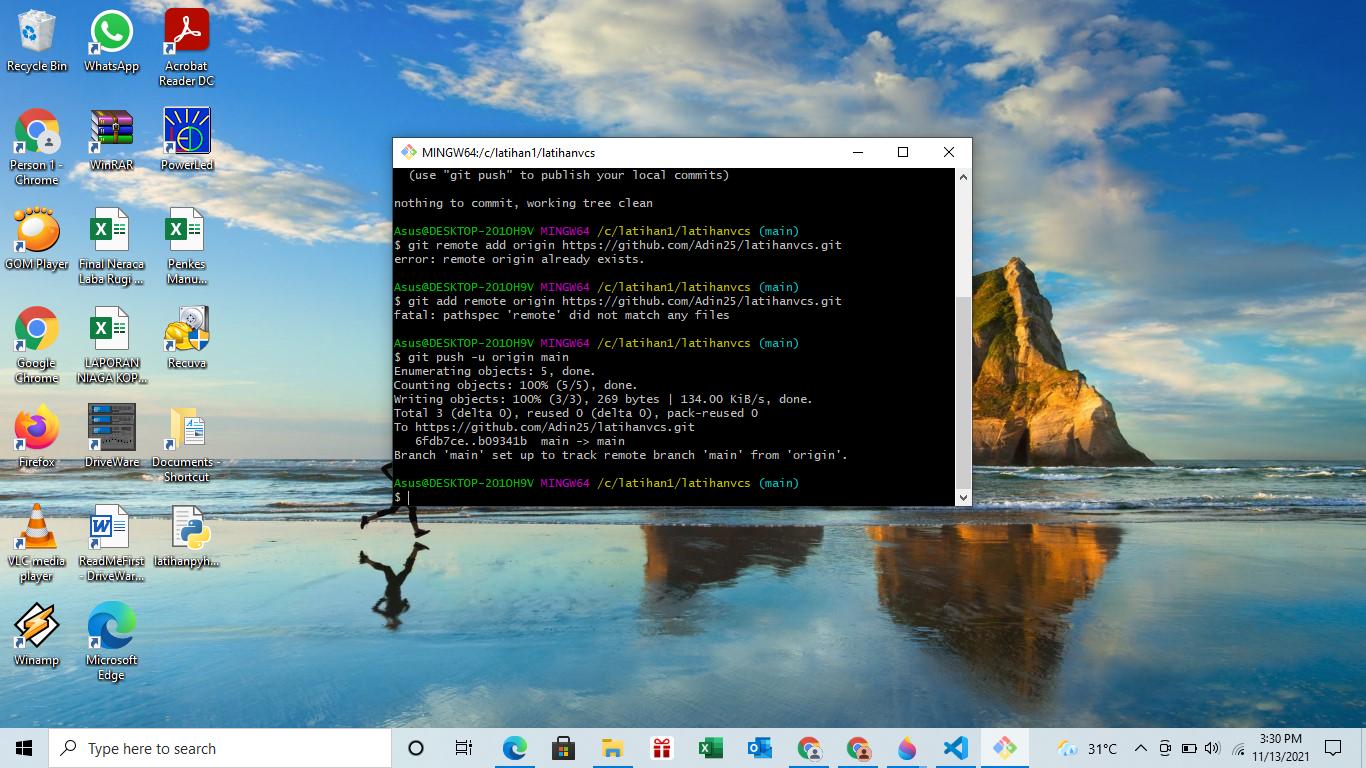 Recycle Bin
WhatsApp
Acrobat
Reader DC
Person 1 -
Chrome
WinRAR
PowerLed
GOM Player
Final Neraca
Laba Rugi ...
Penkes
Manu...
Google
Chrome
LAPORAN
NIAGA KOP...
Recuva
Firefox
DriveWare
Documents -
Shortcut
VLC media
player
ReadMeFirst
- DriveWar...
latihanpyh...
Winamp
Microsoft
Edge
MINGW64:/c/latihan1/latihanvcs
(use "git push" to publish your local commits)
nothing to commit, working tree clean
Asus@DESKTOP-201OH9V MINGW64 /c/latihan1/latihanvcs (main)
$ git remote add origin https://github.com/Adin25/latihanvcs.git
error: remote origin already exists.
Asus@DESKTOP-201OH9V MINGW64 /c/latihan1/latihanvcs (main)
$ git add remote origin https://github.com/Adin25/latihanvcs.git
fatal: pathspec 'remote' did not match any files
Asus@DESKTOP-201OH9V MINGW64 /c/latihan1/latihanvcs (main)
$ git push -u origin main
Enumerating objects: 5, done.
Counting objects: 100% (5/5), done.
Writing objects: 100% (3/3), 269 bytes | 134.00 KiB/s, done.
Total 3 (delta 0), reused 0 (delta 0), pack-reused 0
To https://github.com/Adin25/latihanvcs.git
6fdb7ce..b09341b  main -> main
Branch 'main' set up to track remote branch 'main' from 'origin'.
Asus@DESKTOP-201OH9V MINGW64 /c/latihan1/latihanvcs (main)
$
Type here to search
31°C
3:30 PM
11/13/2021